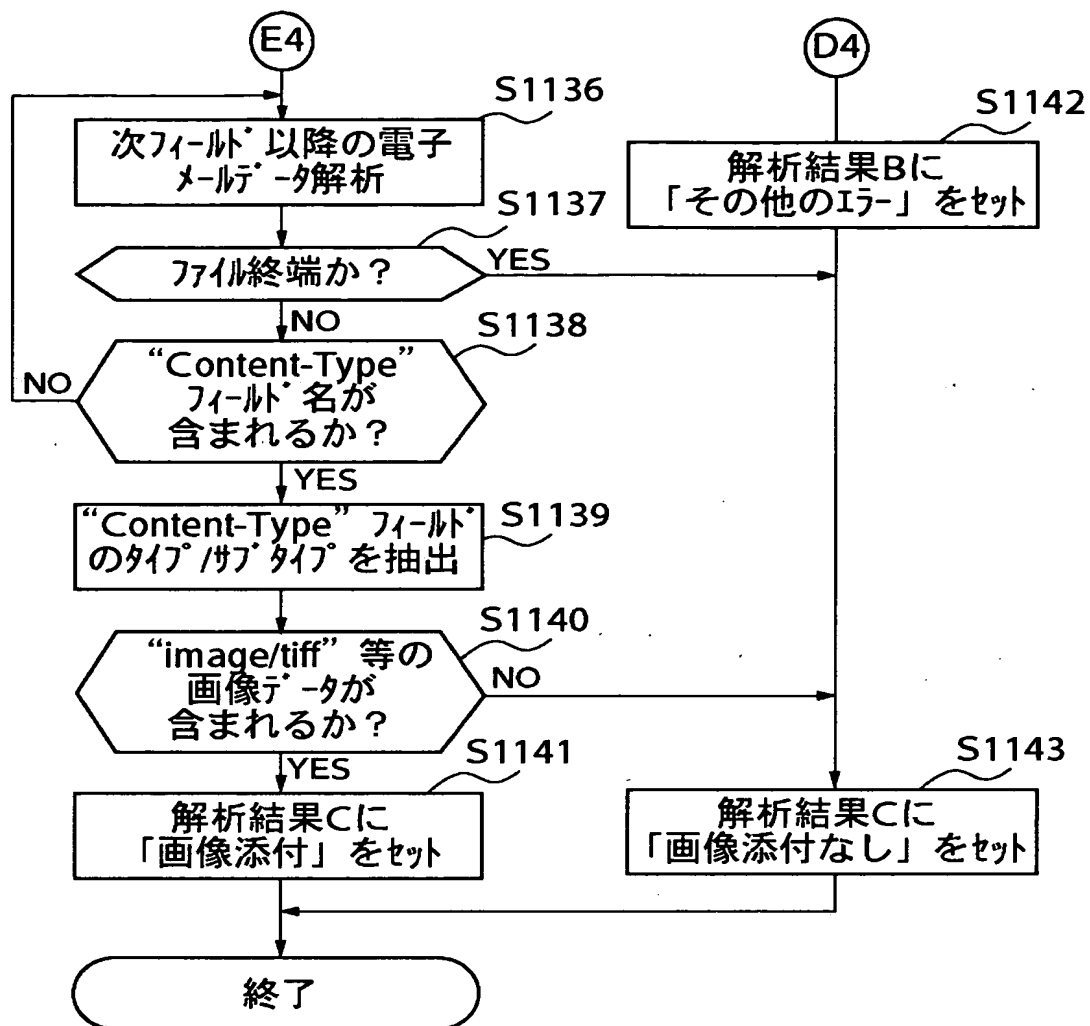 E4
D4
S1136
次ﾌｨｰﾙﾄﾞ以降の電子
ﾒｰﾙﾃﾞｰﾀ解析
S1142
解析結果Bに
「その他のｴﾗｰ」をｾｯﾄ
S1137
ﾌｧｲﾙ終端か？
YES
NO
S1138
“Content-Type”
ﾌｨｰﾙﾄﾞ名が
含まれるか？
NO
YES
S1139
“Content-Type” ﾌｨｰﾙﾄﾞ
のﾀｲﾌﾟ/ｻﾌﾞﾀｲﾌﾟを抽出
S1140
“image/tiff” 等の
画像ﾃﾞｰﾀが
含まれるか？
NO
YES
S1141
解析結果Cに
「画像添付」をｾｯﾄ
S1143
解析結果Cに
「画像添付なし」をｾｯﾄ
終了